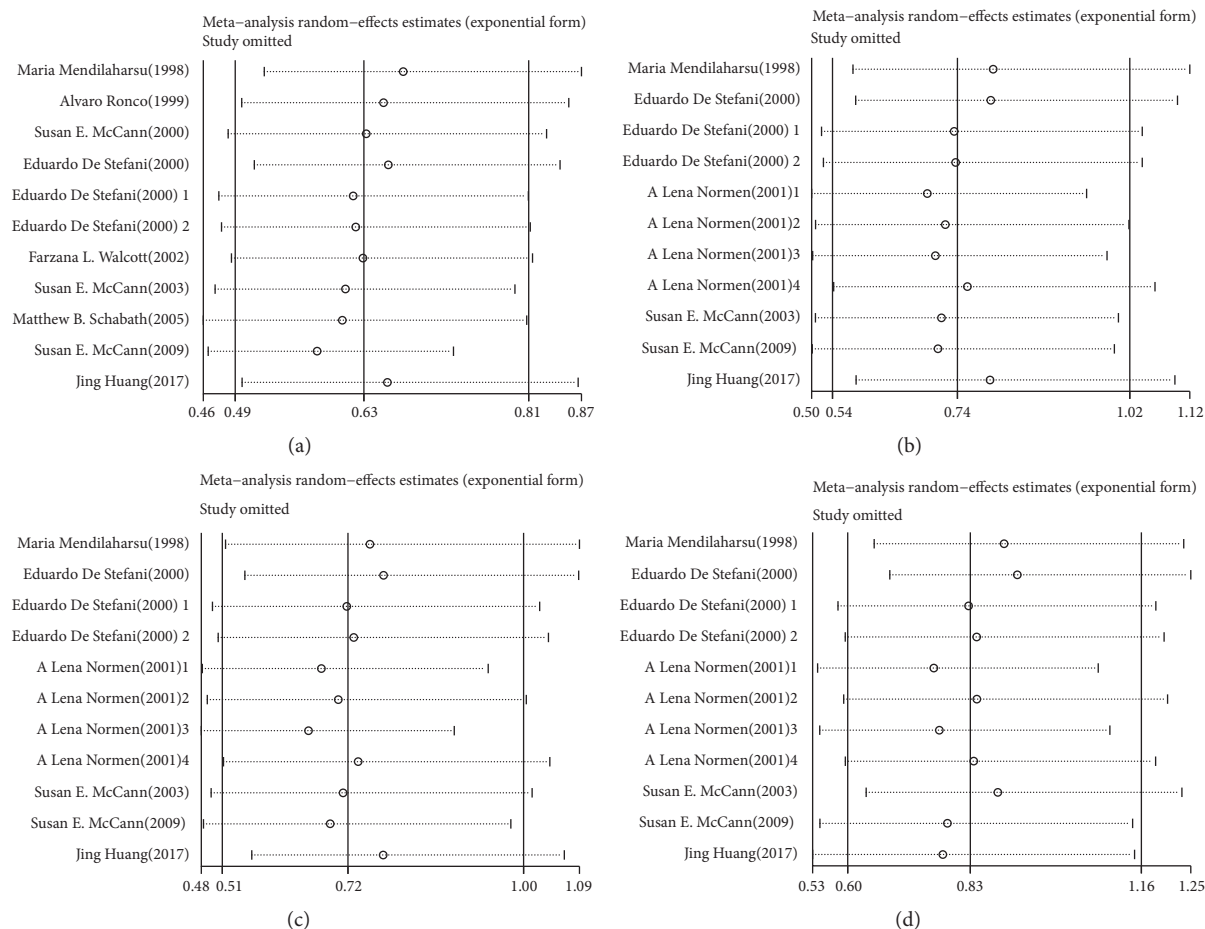 Meta−analysis random−effects estimates (exponential form)
Study omitted
Maria Mendilaharsu(1998)
Alvaro Ronco(1999)
Susan E. McCann(2000)
Eduardo De Stefani(2000)
Eduardo De Stefani(2000) 1
Eduardo De Stefani(2000) 2
Farzana L. Walcott(2002)
Susan E. McCann(2003)
Matthew B. Schabath(2005)
Susan E. McCann(2009)
Jing Huang(2017)
0.46 0.49 0.63 0.81 0.87
(a)
Meta−analysis random−effects estimates (exponential form)
Study omitted
Maria Mendilaharsu(1998)
Eduardo De Stefani(2000)
Eduardo De Stefani(2000) 1
Eduardo De Stefani(2000) 2
A Lena Normen(2001)1
A Lena Normen(2001)2
A Lena Normen(2001)3
A Lena Normen(2001)4
Susan E. McCann(2003)
Susan E. McCann(2009)
Jing Huang(2017)
0.50 0.54 0.74 1.02 1.12
(b)
Meta−analysis random−effects estimates (exponential form)
Study omitted
Maria Mendilaharsu(1998)
Eduardo De Stefani(2000)
Eduardo De Stefani(2000) 1
Eduardo De Stefani(2000) 2
A Lena Normen(2001)1
A Lena Normen(2001)2
A Lena Normen(2001)3
A Lena Normen(2001)4
Susan E. McCann(2003)
Susan E. McCann(2009)
Jing Huang(2017)
0.48 0.51 0.72 1.00 1.09
(c)
Meta−analysis random−effects estimates (exponential form)
Study omitted
Maria Mendilaharsu(1998)
Eduardo De Stefani(2000)
Eduardo De Stefani(2000) 1
Eduardo De Stefani(2000) 2
A Lena Normen(2001)1
A Lena Normen(2001)2
A Lena Normen(2001)3
A Lena Normen(2001)4
Susan E. McCann(2003)
Susan E. McCann(2009)
Jing Huang(2017)
0.53 0.60 0.83 1.16 1.25
(d)